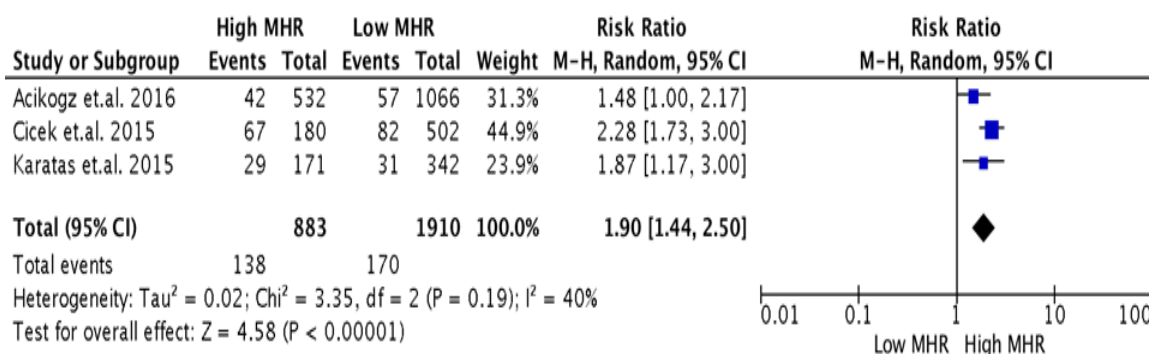 High MHR Low MHR Risk Ratio Risk Ratio
Study or Subgroup Events Total Events Total Weight M-H, Random, 95% CI M-H, Random, 95% CI
Acikogz et.al. 2016 42 532 57 1066 31.3% 1.48 [1.00, 2.17]
Cicek et.al. 2015 67 180 82 502 44.9% 2.28 [1.73, 3.00]
Karatas et.al. 2015 29 171 31 342 23.9% 1.87 [1.17, 3.00]
Total (95% CI) 883 1910 100.0% 1.90 [1.44, 2.50]
Total events 138 170
Heterogeneity: Tau² = 0.02; Chi² = 3.35, df = 2 (P = 0.19); I² = 40%
Test for overall effect: Z = 4.58 (P < 0.00001)
0.01 0.1 1 10 100
Low MHR High MHR